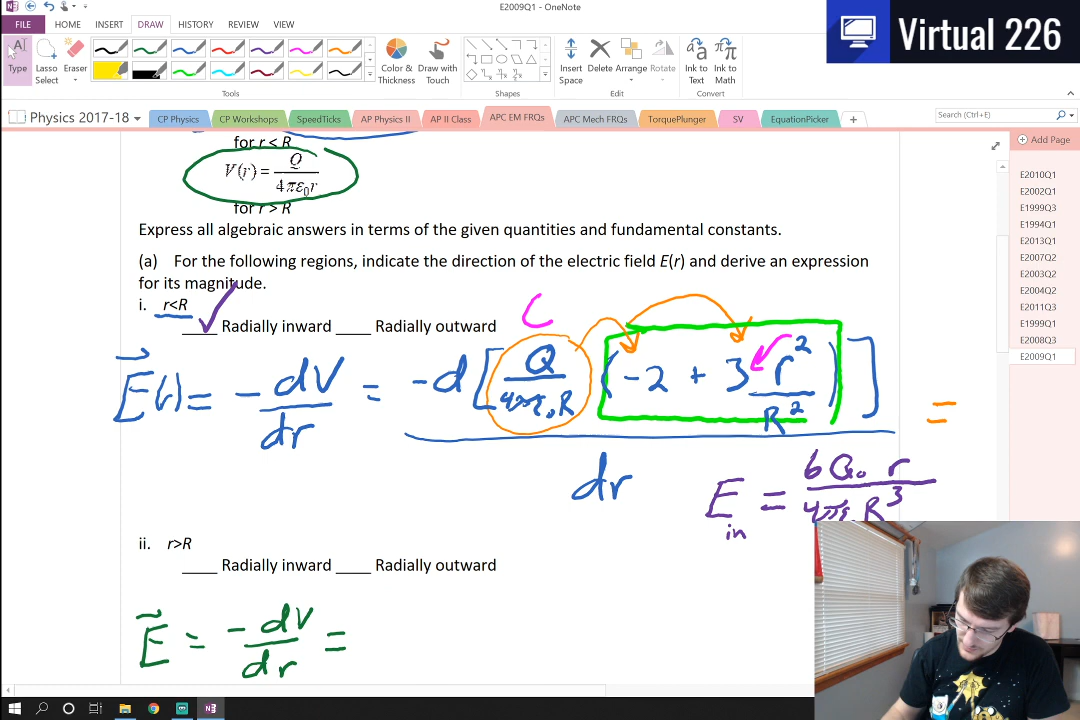 E2009Q1 - OneNote
FILE HOME INSERT DRAW HISTORY REVIEW VIEW
Virtual 226
Type
Lasso Select
Eraser
Color & Thickness
Draw with Touch
Insert Space
Delete Arrange Rotate
Ink to Text
Ink to Math
Tools Shapes Edit Convert
Physics 2017-18 CP Physics CP Workshops SpeedTicks AP Physics II AP II Class APC EM FRQs APC Mech FRQs TorquePlunger SV EquationPicker
Search (Ctrl+E)
Add Page
E2010Q1
E2002Q1
E1999Q3
E1994Q1
E2013Q1
E2007Q2
E2003Q2
E2004Q2
E2011Q3
E1999Q1
E2008Q3
E2009Q1
for r < R
V(r) = Q / 4πε₀r
for r > R
Express all algebraic answers in terms of the given quantities and fundamental constants.
(a) For the following regions, indicate the direction of the electric field E(r) and derive an expression
for its magnitude.
i. r<R
____ Radially inward ____ Radially outward
C
E(r) = - dV/dr = -d[ Q/4πε₀R ( -2 + 3 r²/R² ) ] / dr =
E in = 6Q r / 4πε₀ R³
ii. r>R
____ Radially inward ____ Radially outward
E = - dV/dr =